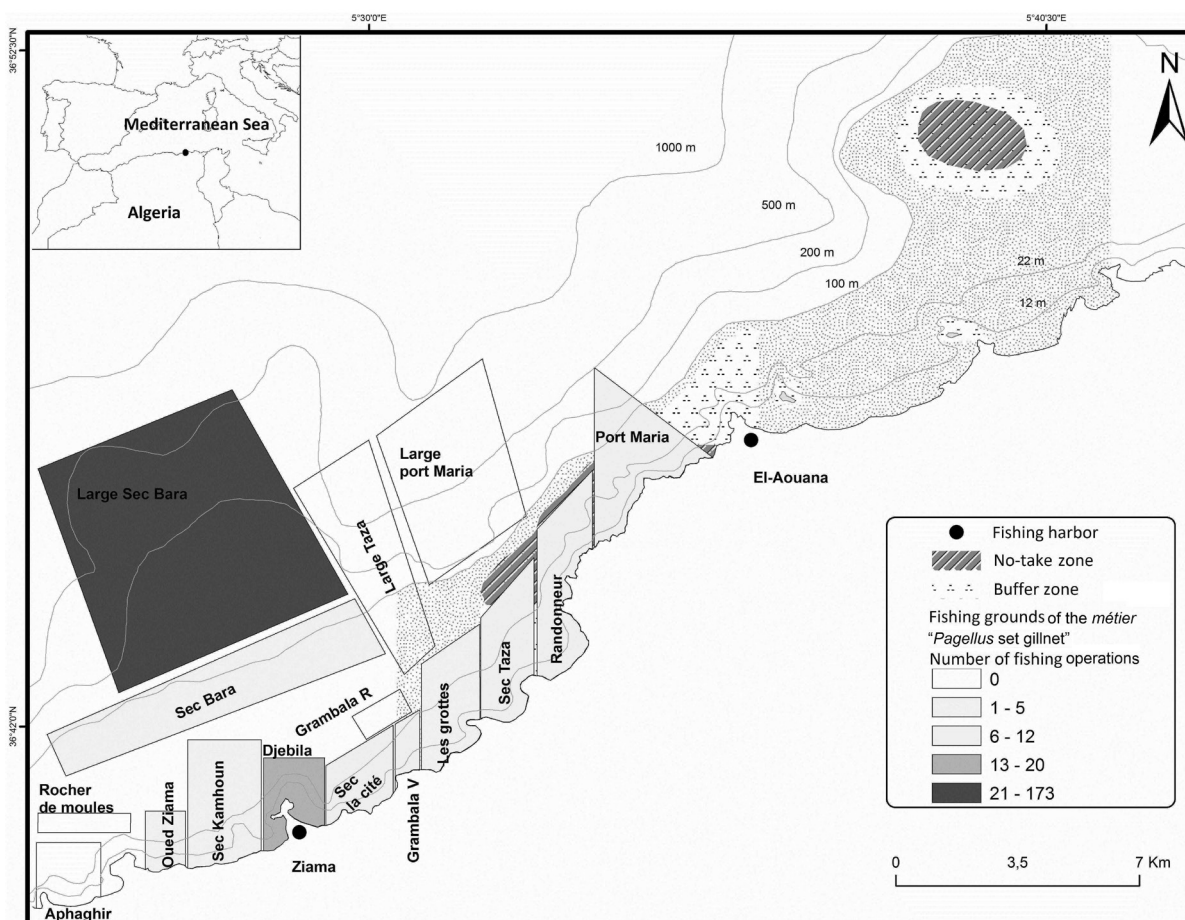 5°30'0"E
5°40'30"E
36°52'30"N
36°42'0"N
Mediterranean Sea
Algeria
N
1000 m
500 m
200 m
100 m
22 m
12 m
Port Maria
Large
port Maria
Large Taza
Large Sec Bara
El-Aouana
Sec Bara
Grambala R
Randonneur
Sec Taza
Les grottes
Djebila
Sec
la cité
Grambala V
Rocher
de moules
Oued Ziama
Sec Kamhoun
Ziama
Aphaghir
Fishing harbor
No-take zone
Buffer zone
Fishing grounds of the métier
“Pagellus set gillnet”
Number of fishing operations
0
1 - 5
6 - 12
13 - 20
21 - 173
0 3,5 7 Km